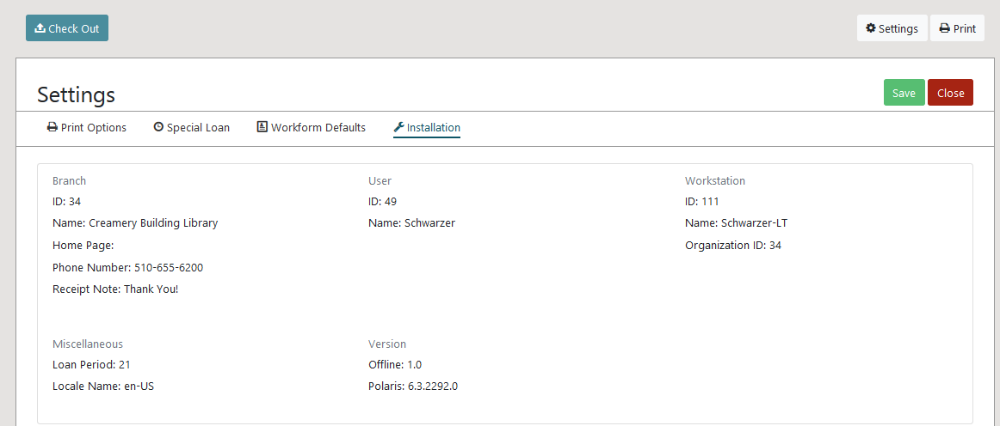 Check Out
Settings
Print
Settings
Save
Close
Print Options
Special Loan
Workform Defaults
Installation
Branch
ID: 34
Name: Creamery Building Library
Home Page:
Phone Number: 510-655-6200
Receipt Note: Thank You!
User
ID: 49
Name: Schwarzer
Workstation
ID: 111
Name: Schwarzer-LT
Organization ID: 34
Miscellaneous
Loan Period: 21
Locale Name: en-US
Version
Offline: 1.0
Polaris: 6.3.2292.0